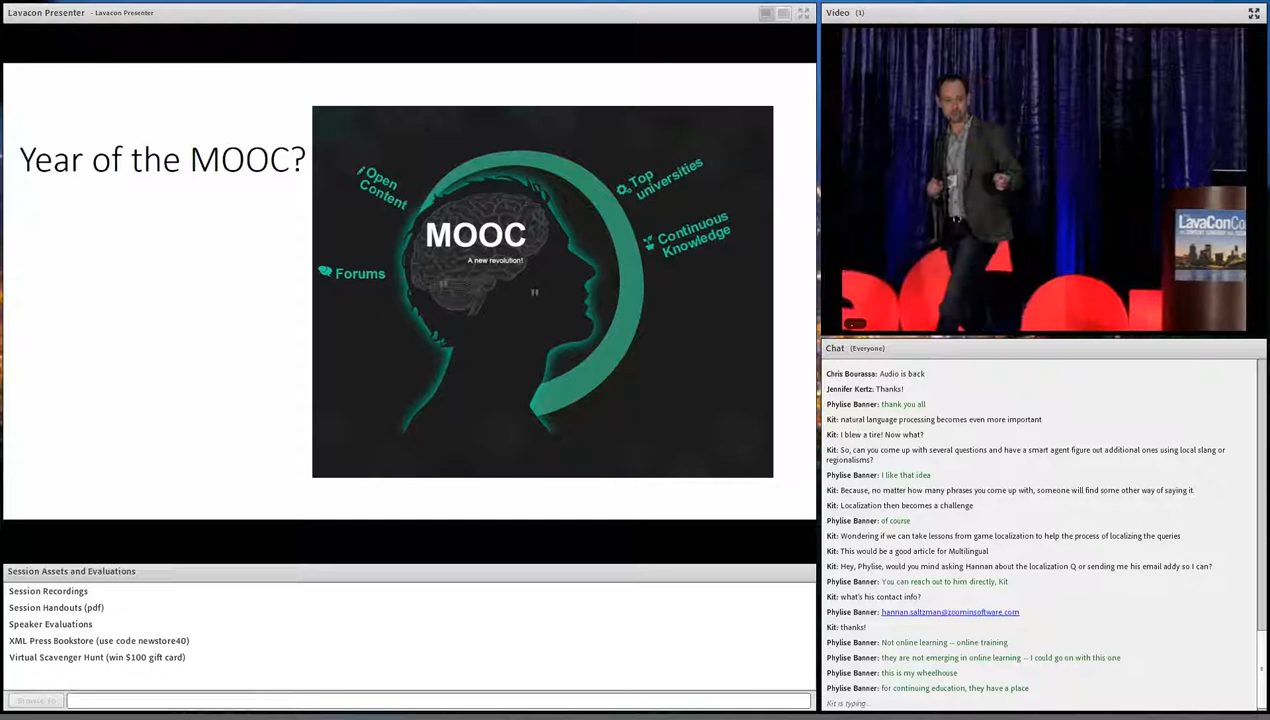 Lavacon Presenter - Lavacon Presenter
Year of the MOOC?
Open
Content
Top
universities
MOOC
A new revolution!
Continuous
Knowledge
Forums
"
"
Session Assets and Evaluations
Session Recordings
Session Handouts (pdf)
Speaker Evaluations
XML Press Bookstore (use code newstore40)
Virtual Scavenger Hunt (win $100 gift card)
Video (1)
LavaConCo
Chat (Everyone)
Chris Bourassa: Audio is back
Jennifer Kertz: Thanks!
Phylise Banner: thank you all
Kit: natural language processing becomes even more important
Kit: I blew a tire! Now what?
Kit: So, can you come up with several questions and have a smart agent figure out additional ones using local slang or
regionalisms?
Phylise Banner: I like that idea
Kit: Because, no matter how many phrases you come up with, someone will find some other way of saying it.
Kit: Localization then becomes a challenge
Phylise Banner: of course
Kit: Wondering if we can take lessons from game localization to help the process of localizing the queries
Kit: This would be a good article for Multilingual
Kit: Hey, Phylise, would you mind asking Hannan about the localization Q or sending me his email addy so I can?
Phylise Banner: You can reach out to him directly, Kit
Kit: what's his contact info?
Phylise Banner: hannan.saltzman@zoominsoftware.com
Kit: thanks!
Phylise Banner: Not online learning -- online training
Phylise Banner: they are not emerging in online learning -- I could go on with this one
Phylise Banner: this is my wheelhouse
Phylise Banner: for continuing education, they have a place
Kit is typing...